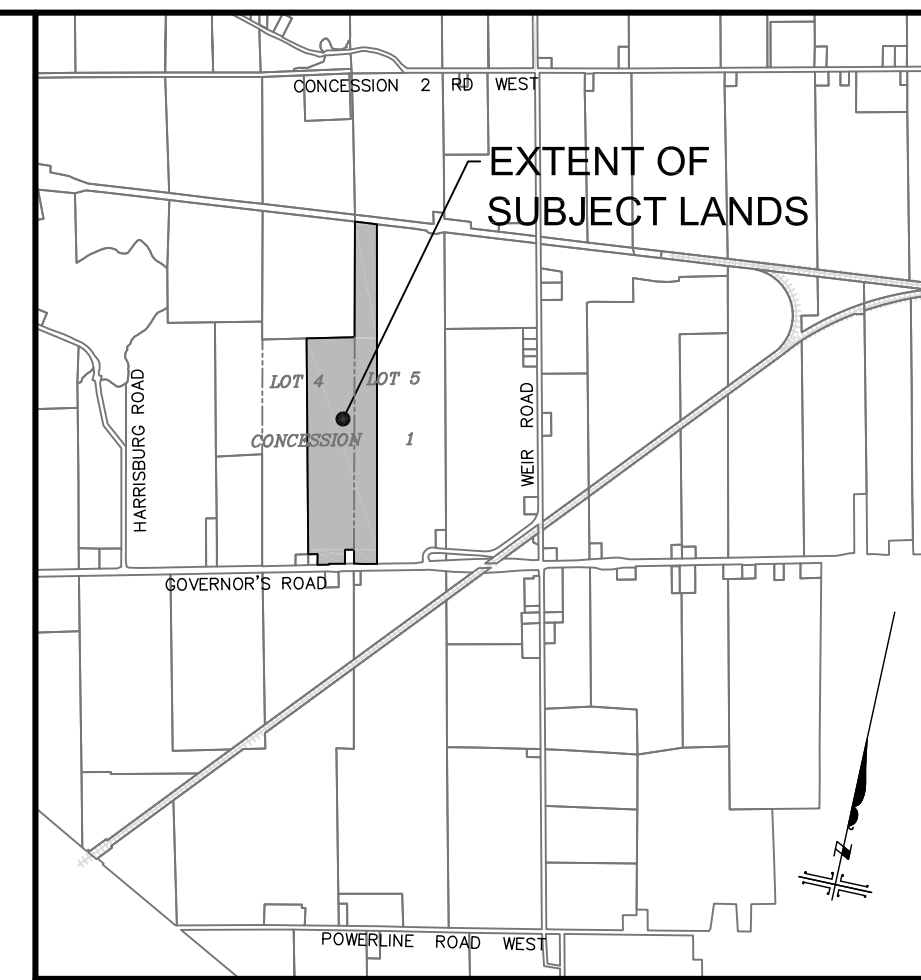 CONCESSION 2 RD WEST
EXTENT OF
SUBJECT LANDS
LOT 4
LOT 5
CONCESSION 1
HARRISBURG ROAD
WEIR ROAD
GOVERNOR'S ROAD
N
POWERLINE ROAD WEST